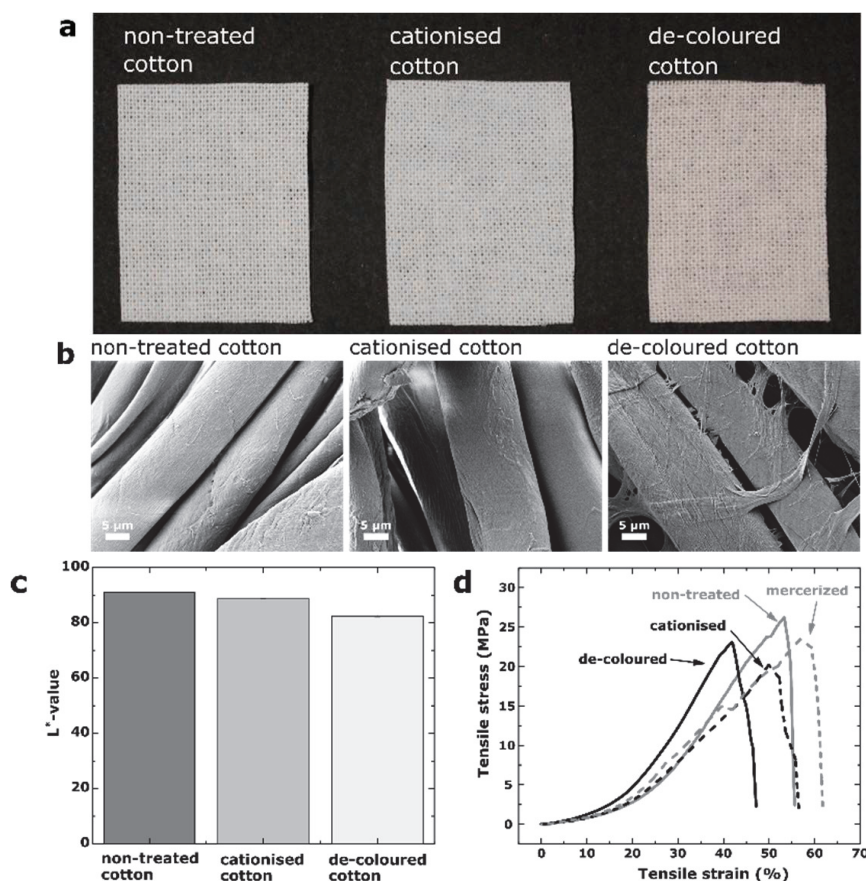 a
non-treated
cotton
cationised
cotton
de-coloured
cotton
b
non-treated cotton
cationised cotton
de-coloured cotton
5 µm
5 µm
5 µm
c
100
80
60
40
20
0
L*-value
non-treated
cotton
cationised
cotton
de-coloured
cotton
d
30
25
20
15
10
5
0
Tensile stress (MPa)
non-treated
mercerized
cationised
de-coloured
0
10
20
30
40
50
60
70
Tensile strain (%)